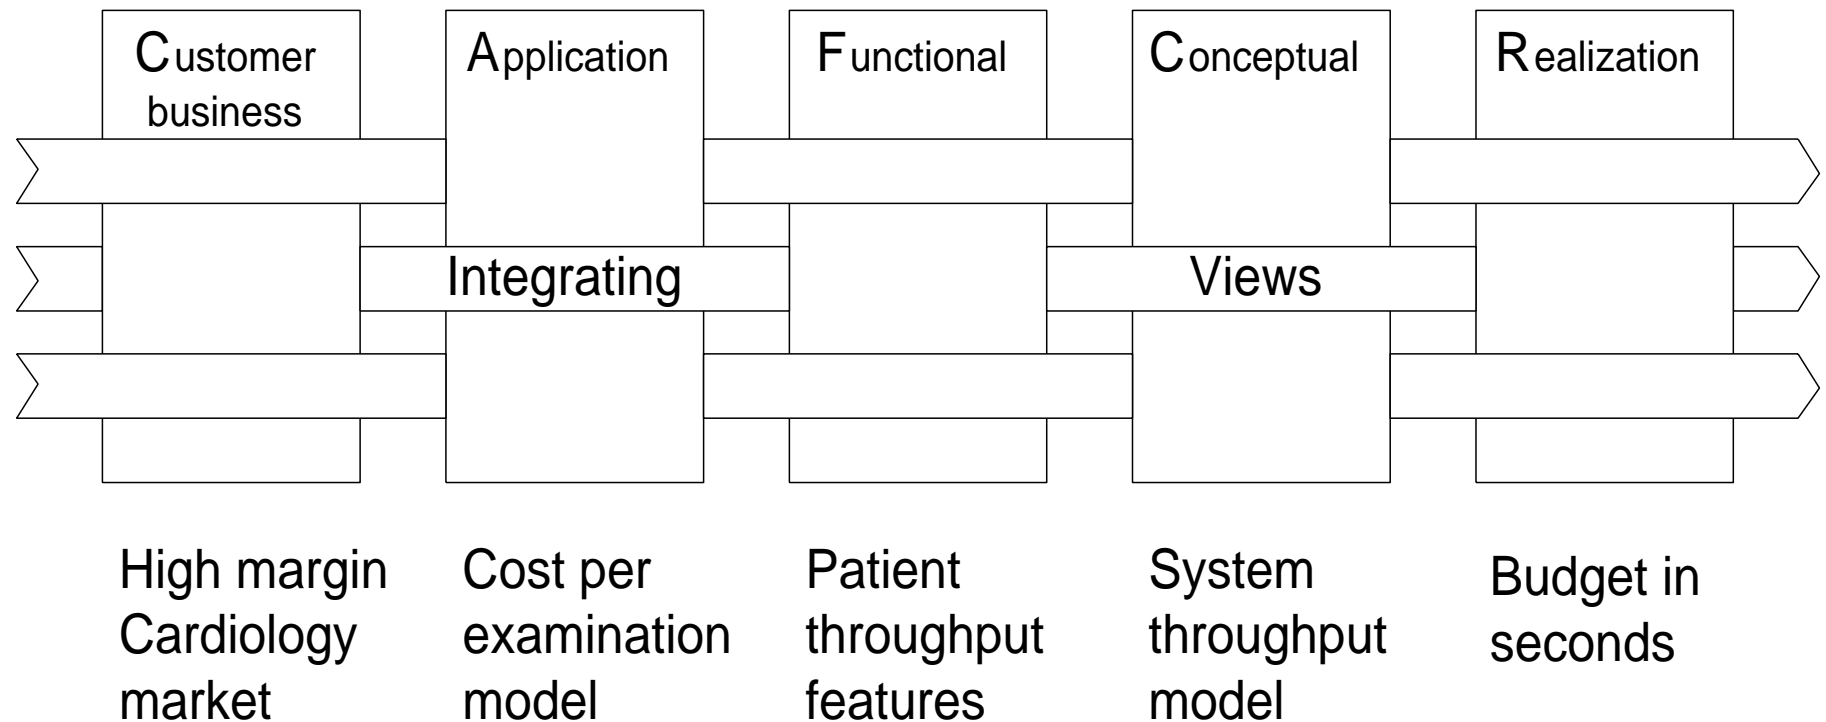 Customer
business
Application
Functional
Conceptual
Realization
Integrating
Views
High margin
Cardiology
market
Cost per
examination
model
Patient
throughput
features
System
throughput
model
Budget in
seconds